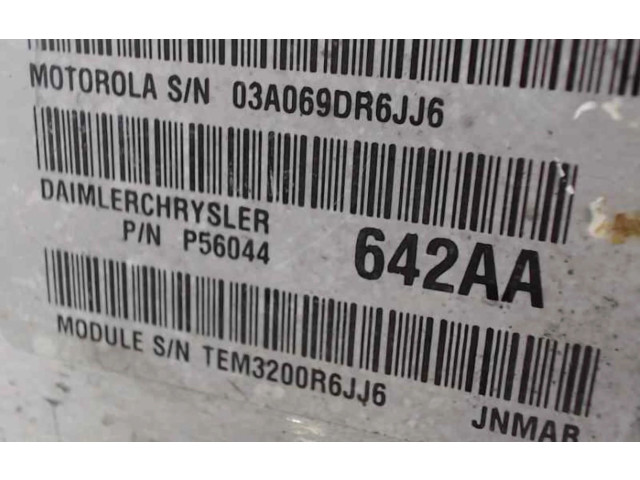 MOTOROLA S/N 03A069DR6JJ6
DAIMLERCHRYSLER
P/N P56044 642AA
MODULE S/N TEM3200R6JJ6
JNMAR